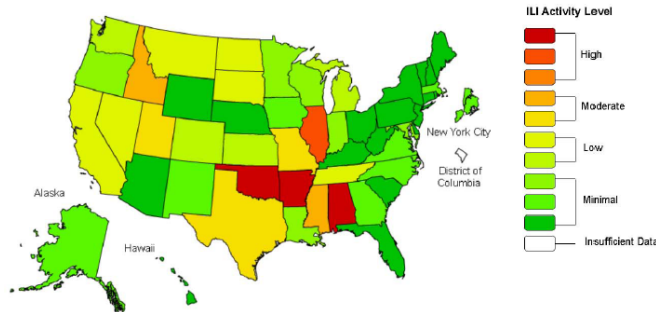 ILI Activity Level
High
Moderate
Low
Minimal
Insufficient Data
New York City
District of
Columbia
Alaska
Hawaii